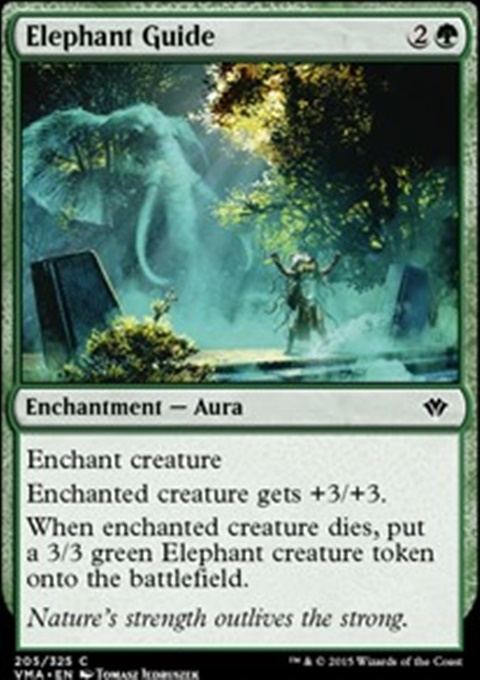 Elephant Guide 2
Enchantment — Aura
Enchant creature
Enchanted creature gets +3/+3.
When enchanted creature dies, put
a 3/3 green Elephant creature token
onto the battlefield.
Nature's strength outlives the strong.
205/325 C
VMA • EN Tomasz Jedruszek
™ & © 2015 Wizards of the Coast